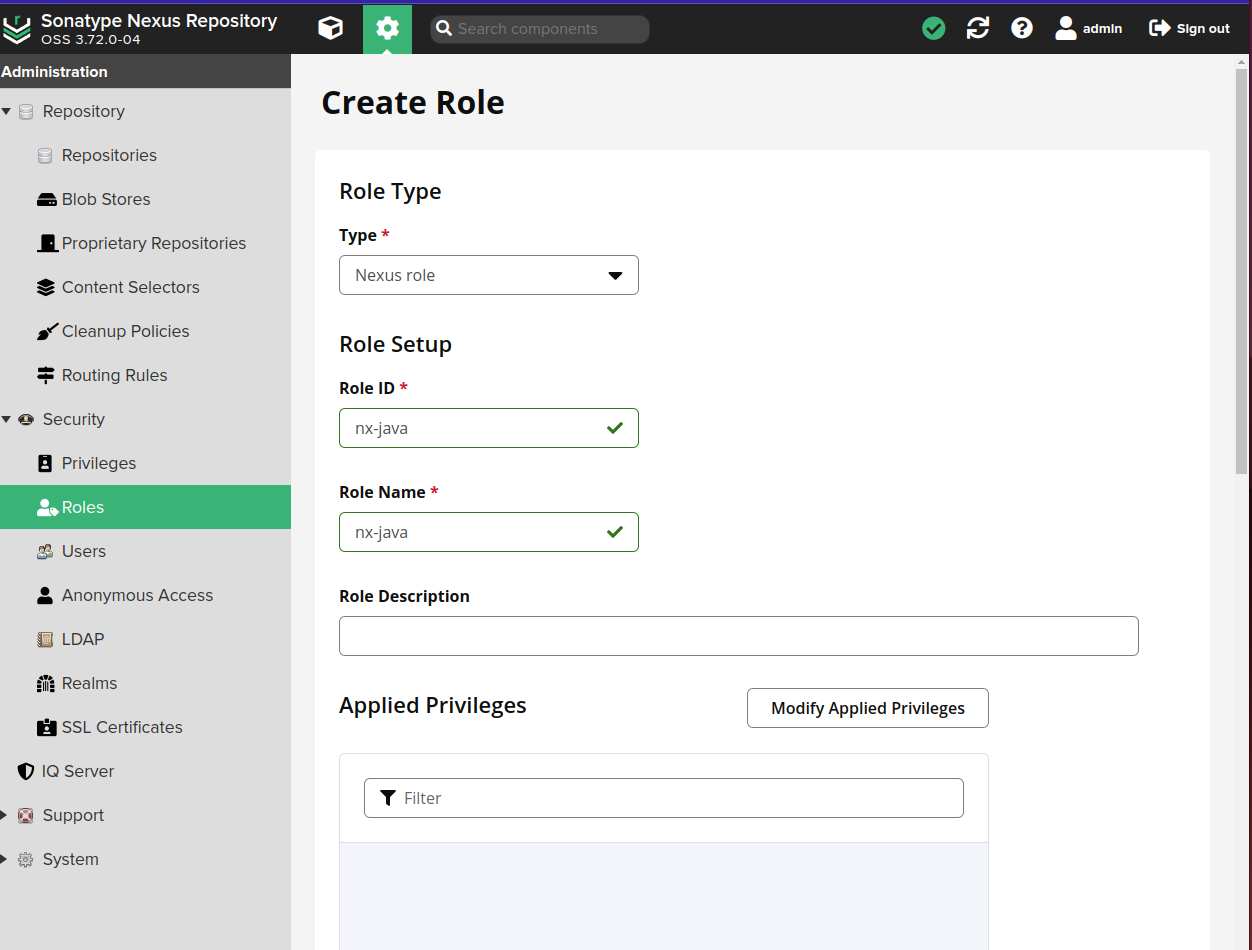 Sonatype Nexus Repository
OSS 3.72.0-04
Search components
admin
Sign out
Administration
Repository
Repositories
Blob Stores
Proprietary Repositories
Content Selectors
Cleanup Policies
Routing Rules
Security
Privileges
Roles
Users
Anonymous Access
LDAP
Realms
SSL Certificates
IQ Server
Support
System
Create Role
Role Type
Type *
Nexus role
Role Setup
Role ID *
nx-java
Role Name *
nx-java
Role Description
Applied Privileges
Modify Applied Privileges
Filter